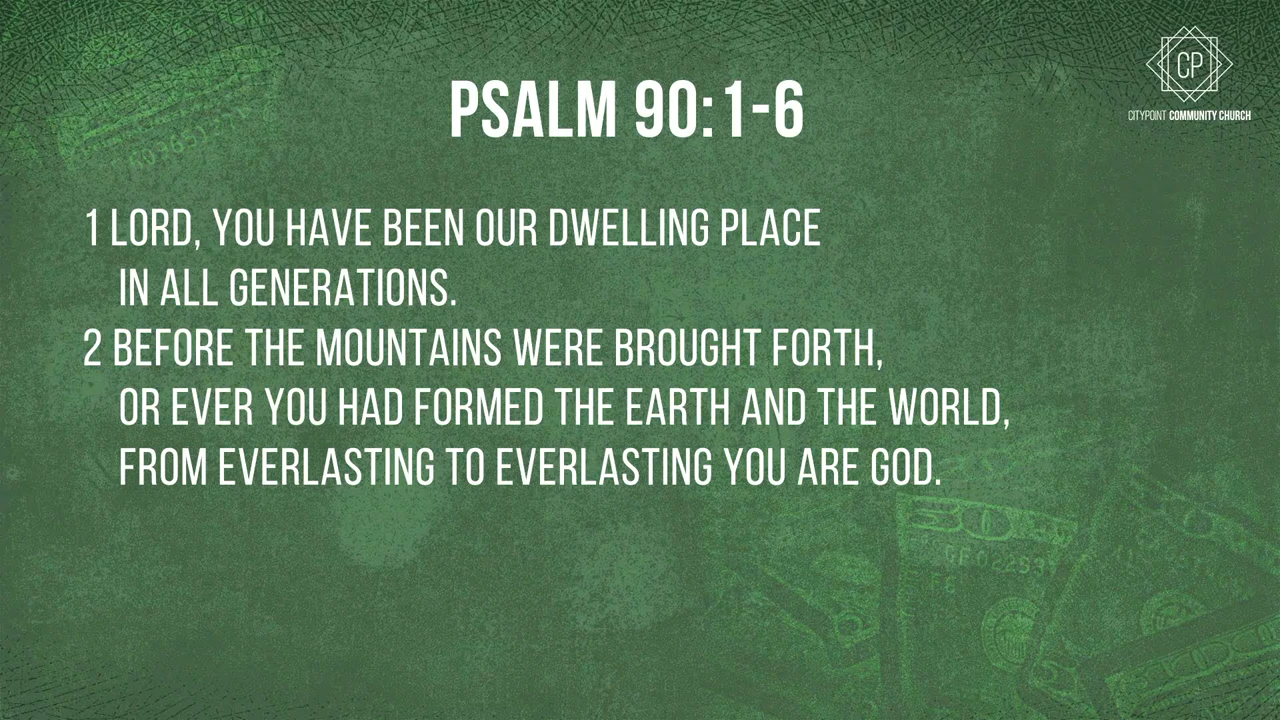 CP
CITYPOINT COMMUNITY CHURCH
PSALM 90:1-6
1 LORD, YOU HAVE BEEN OUR DWELLING PLACE
IN ALL GENERATIONS.
2 BEFORE THE MOUNTAINS WERE BROUGHT FORTH,
OR EVER YOU HAD FORMED THE EARTH AND THE WORLD,
FROM EVERLASTING TO EVERLASTING YOU ARE GOD.